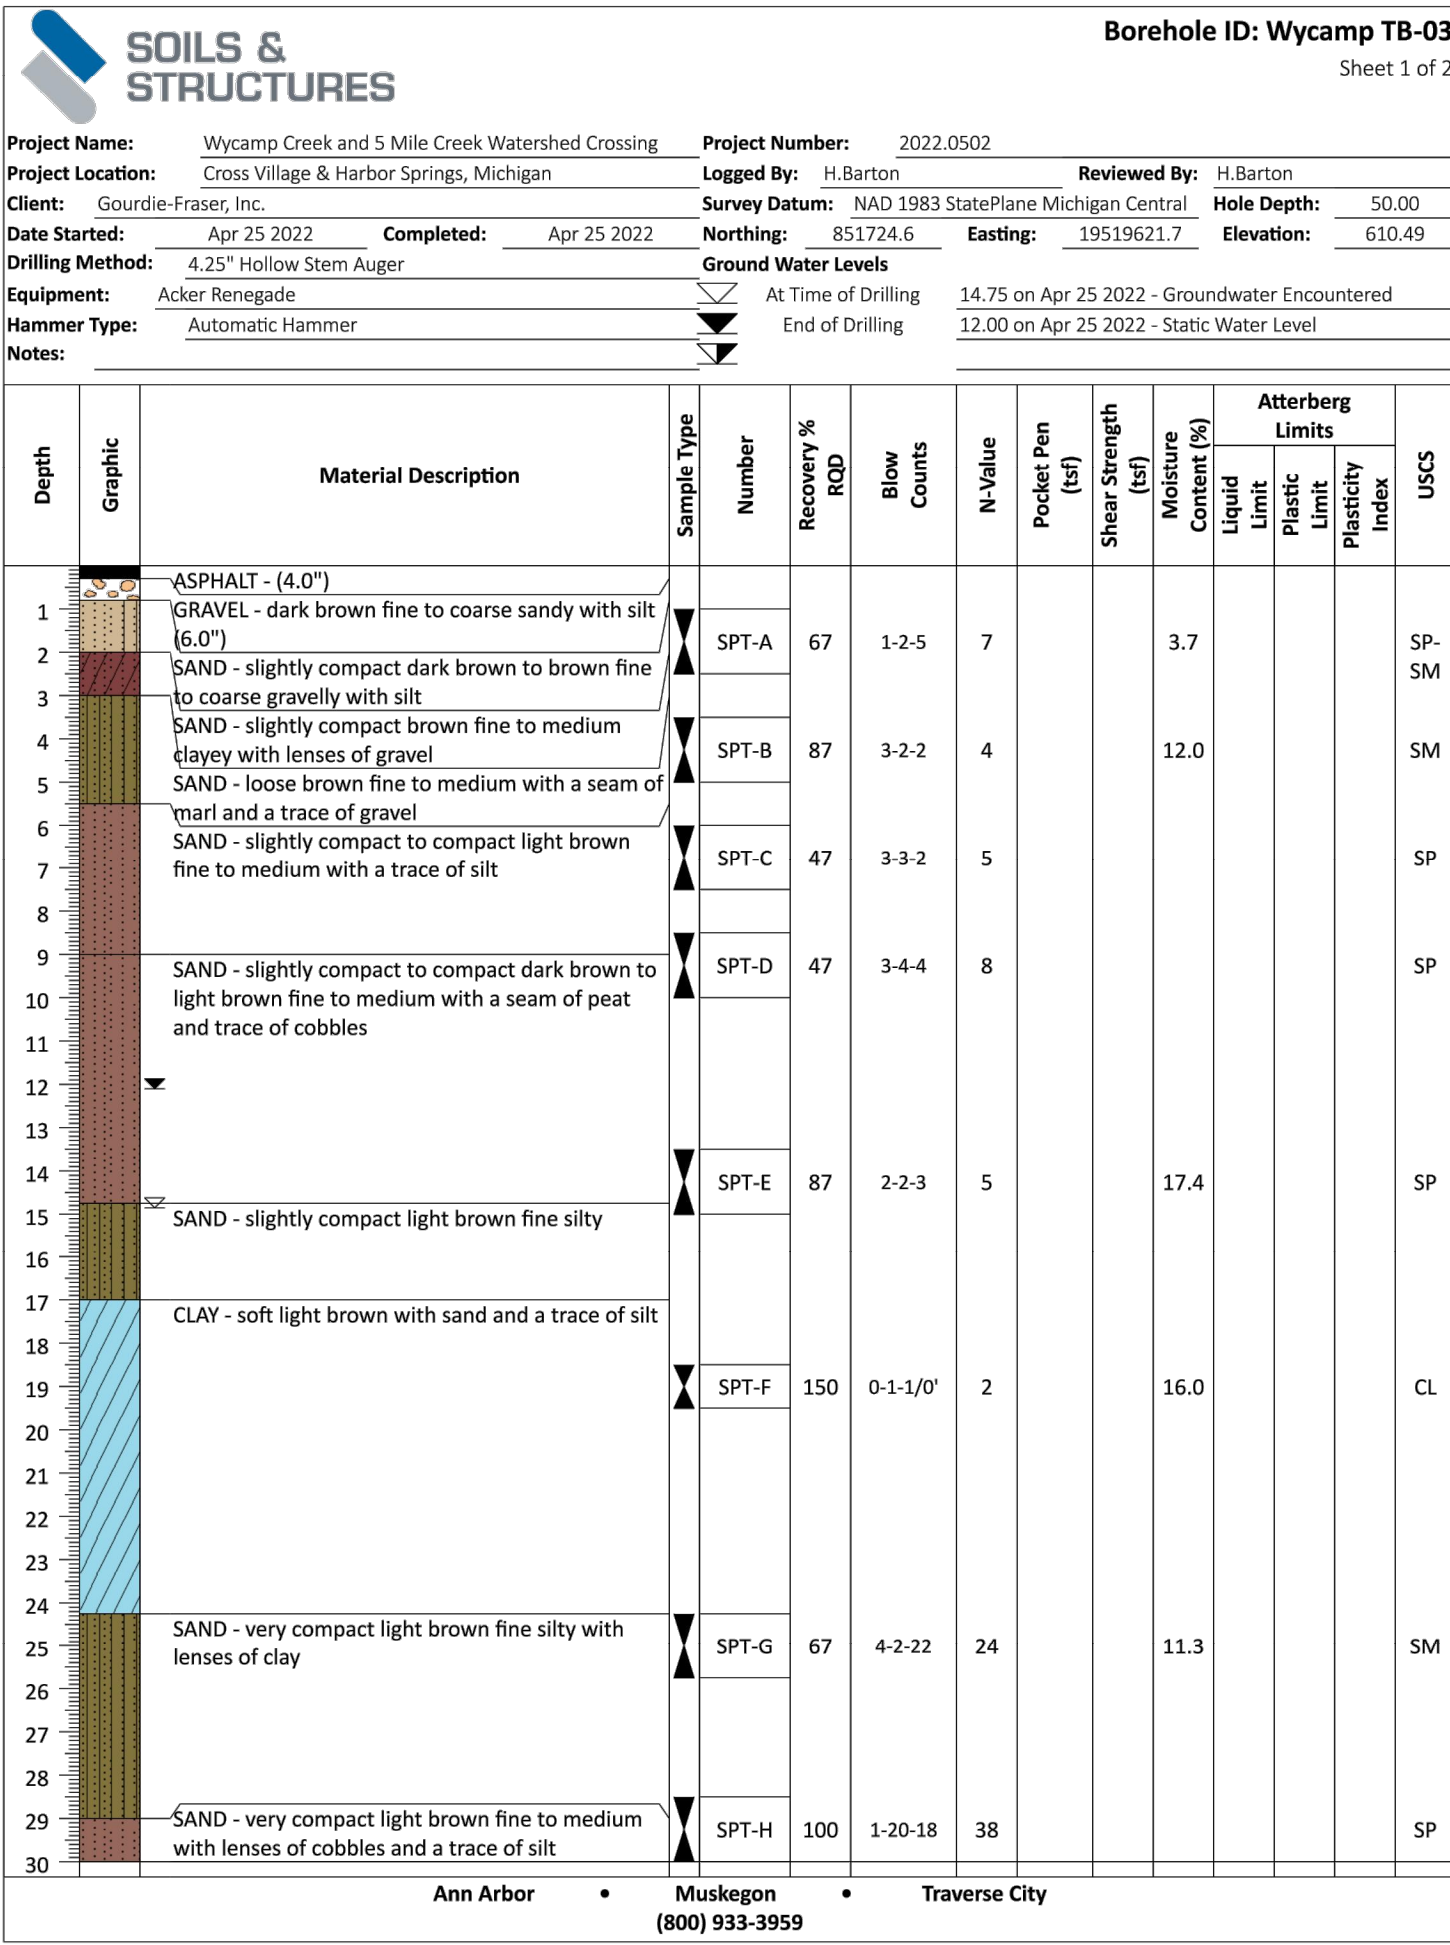 SOILS &
STRUCTURES
Borehole ID: Wycamp TB-03
Sheet 1 of 2
Project Name: Wycamp Creek and 5 Mile Creek Watershed Crossing Project Number: 2022.0502
Project Location: Cross Village & Harbor Springs, Michigan Logged By: H.Barton Reviewed By: H.Barton
Client: Gourdie-Fraser, Inc. Survey Datum: NAD 1983 StatePlane Michigan Central Hole Depth: 50.00
Date Started: Apr 25 2022 Completed: Apr 25 2022 Northing: 851724.6 Easting: 19519621.7 Elevation: 610.49
Drilling Method: 4.25" Hollow Stem Auger Ground Water Levels
Equipment: Acker Renegade At Time of Drilling 14.75 on Apr 25 2022 - Groundwater Encountered
Hammer Type: Automatic Hammer End of Drilling 12.00 on Apr 25 2022 - Static Water Level
Notes:
Depth
Graphic
Material Description
Sample Type
Number
Recovery %
RQD
Blow
Counts
N-Value
Pocket Pen
(tsf)
Shear Strength
(tsf)
Moisture
Content (%)
Atterberg
Limits
Liquid
Limit
Plastic
Limit
Plasticity
Index
USCS
ASPHALT - (4.0")
1 GRAVEL - dark brown fine to coarse sandy with silt
(6.0") SPT-A 67 1-2-5 7 3.7 SP-
SM
2 SAND - slightly compact dark brown to brown fine
3 to coarse gravelly with silt
SAND - slightly compact brown fine to medium
4 clayey with lenses of gravel SPT-B 87 3-2-2 4 12.0 SM
5 SAND - loose brown fine to medium with a seam of
marl and a trace of gravel
6 SAND - slightly compact to compact light brown
7 fine to medium with a trace of silt SPT-C 47 3-3-2 5 SP
8
9 SAND - slightly compact to compact dark brown to SPT-D 47 3-4-4 8 SP
10 light brown fine to medium with a seam of peat
and trace of cobbles
11
12
13
14 SPT-E 87 2-2-3 5 17.4 SP
15 SAND - slightly compact light brown fine silty
16
17 CLAY - soft light brown with sand and a trace of silt
18
19 SPT-F 150 0-1-1/0' 2 16.0 CL
20
21
22
23
24
SAND - very compact light brown fine silty with
25 lenses of clay SPT-G 67 4-2-22 24 11.3 SM
26
27
28
29 SAND - very compact light brown fine to medium SPT-H 100 1-20-18 38 SP
with lenses of cobbles and a trace of silt
30
Ann Arbor • Muskegon • Traverse City
(800) 933-3959